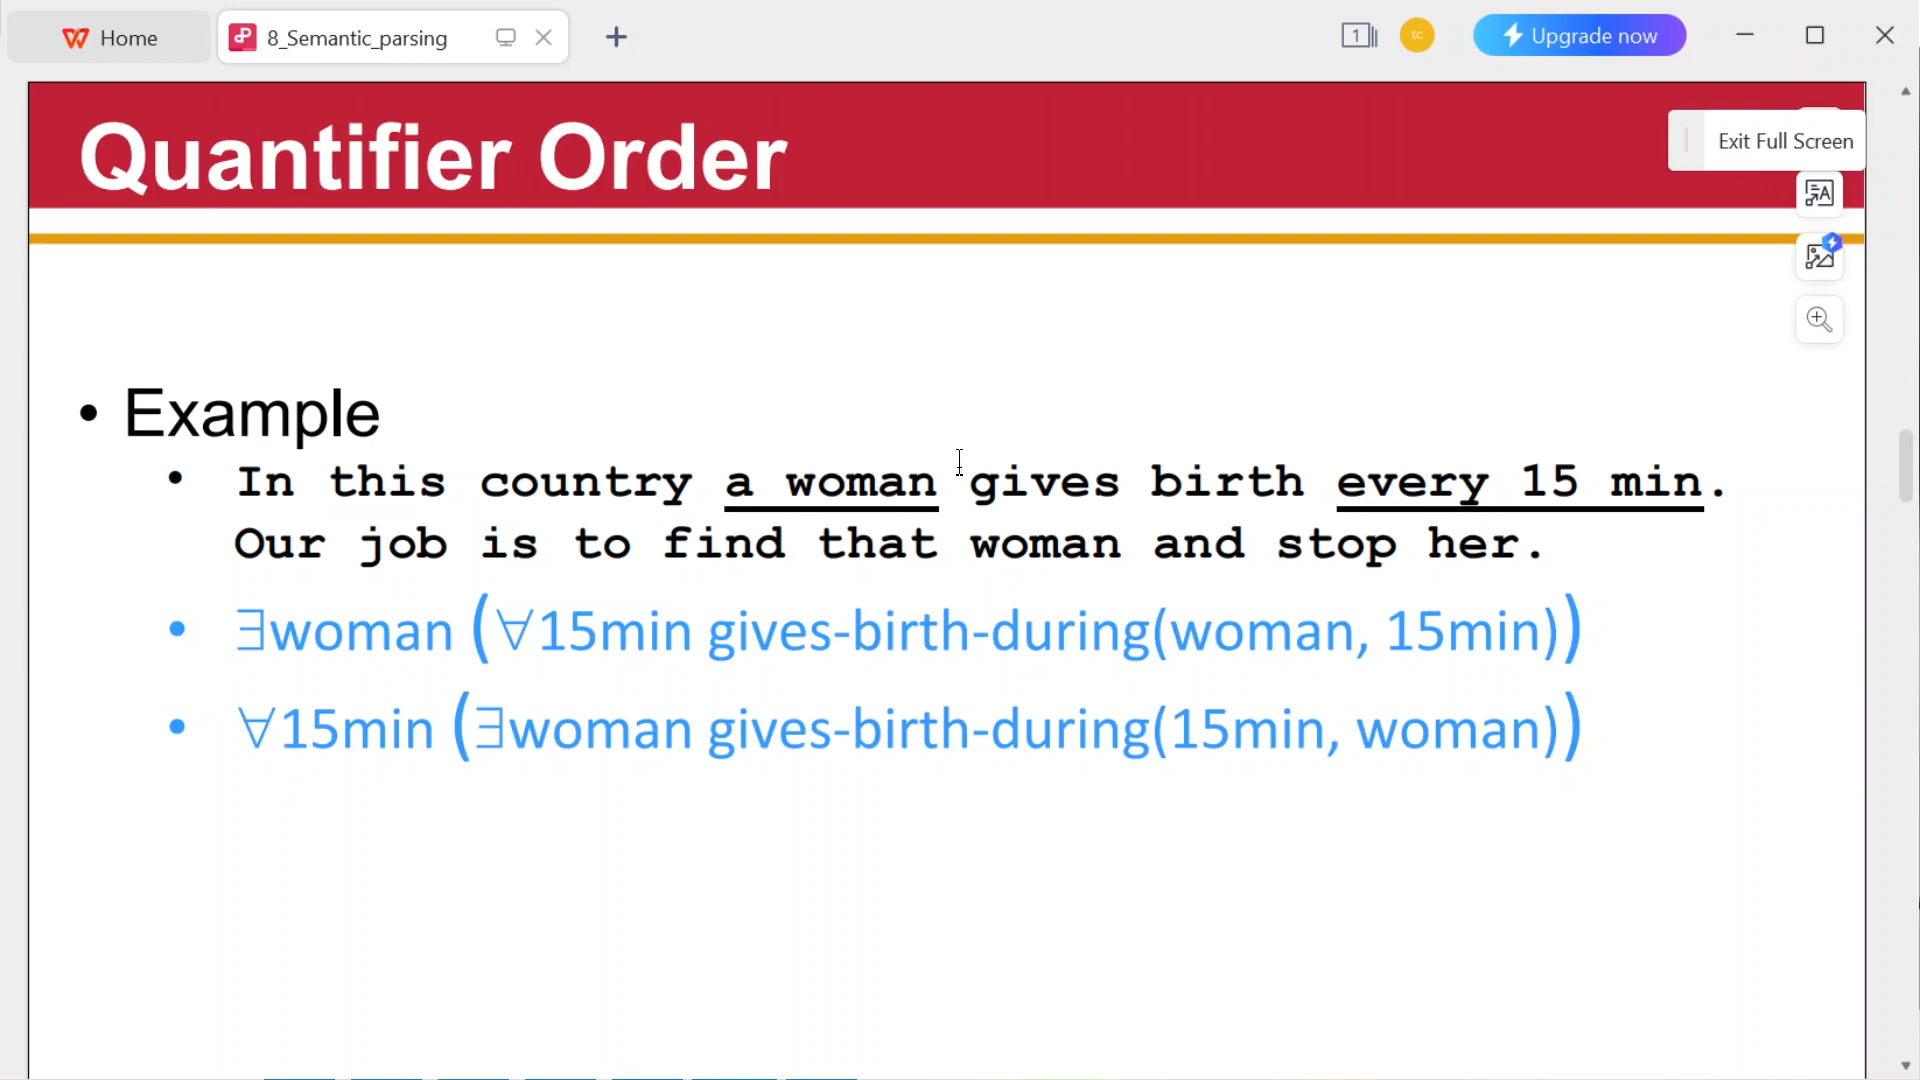 Home
8_Semantic_parsing
1
tc
Upgrade now
Quantifier Order
Exit Full Screen
• Example
• In this country a woman gives birth every 15 min.
Our job is to find that woman and stop her.
• ∃woman (∀15min gives-birth-during(woman, 15min))
• ∀15min (∃woman gives-birth-during(15min, woman))